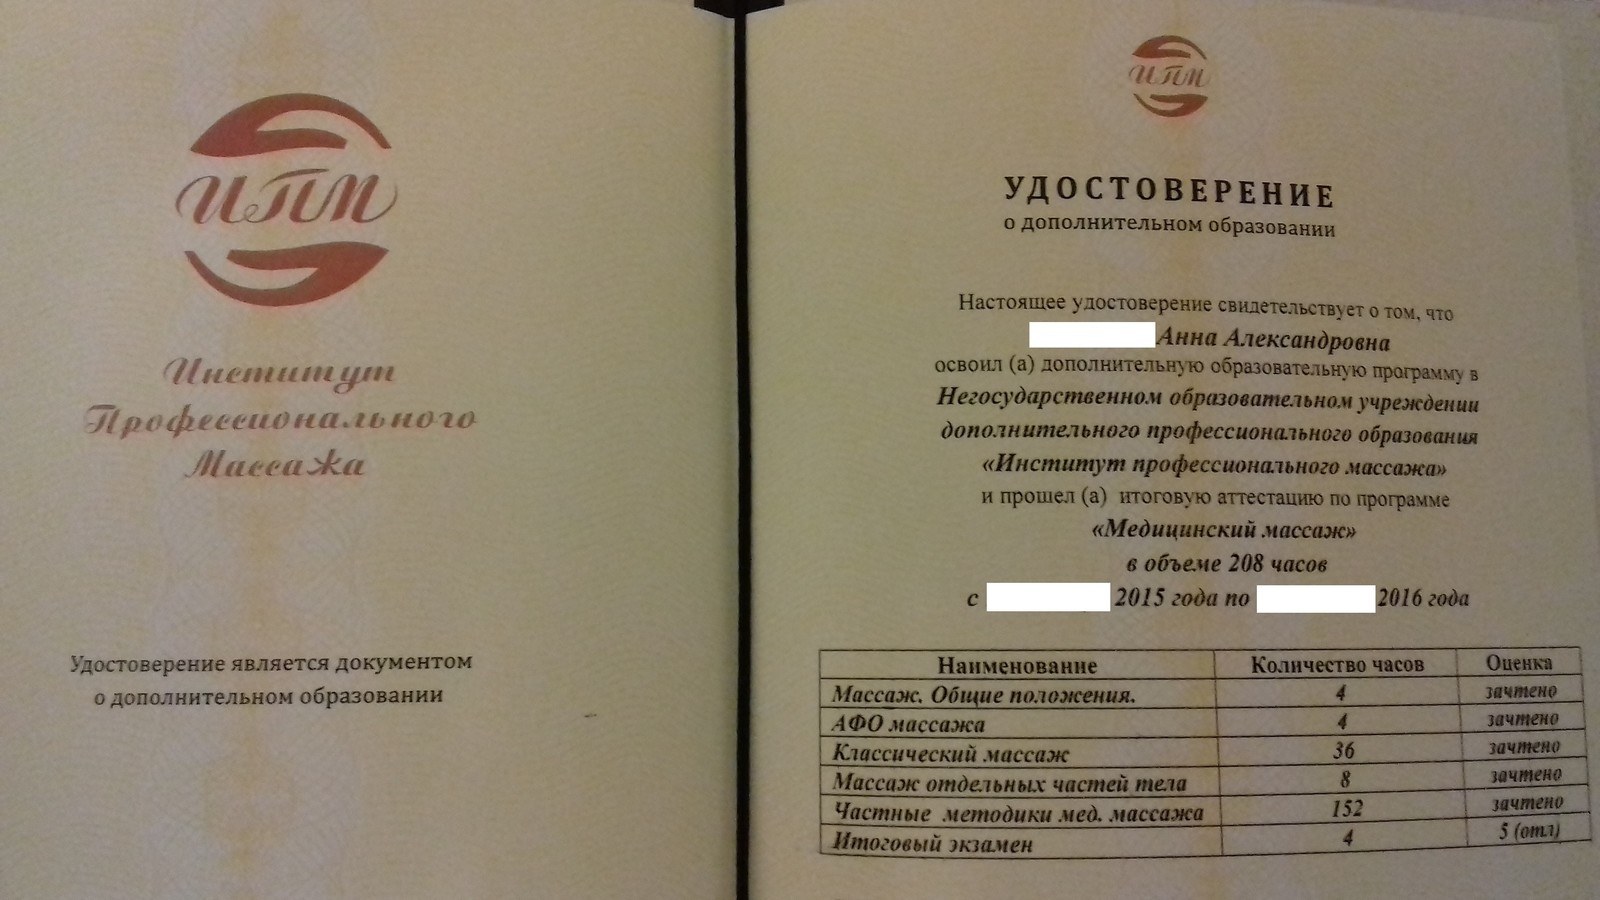 ИПМ
Институт
Профессионального
Массажа
Удостоверение является документом
о дополнительном образовании
ИПМ
УДОСТОВЕРЕНИЕ
о дополнительном образовании
Настоящее удостоверение свидетельствует о том, что
Анна Александровна
освоил (а) дополнительную образовательную программу в
Негосударственном образовательном учреждении
дополнительного профессионального образования
«Институт профессионального массажа»
и прошел (а) итоговую аттестацию по программе
«Медицинский массаж»
в объеме 208 часов
с 2015 года по 2016 года
Наименование Количество часов Оценка
Массаж. Общие положения. 4 зачтено
АФО массажа 4 зачтено
Классический массаж 36 зачтено
Массаж отдельных частей тела 8 зачтено
Частные методики мед. массажа 152 зачтено
Итоговый экзамен 4 5 (отл)